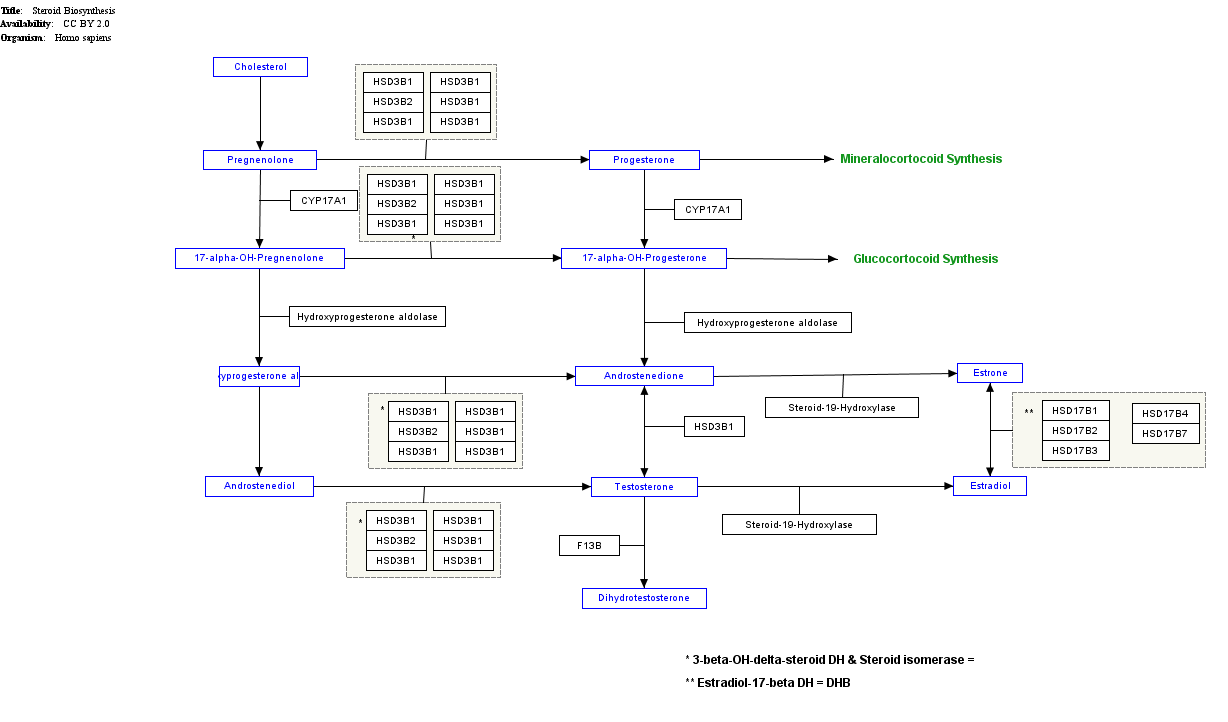 Title: Steroid Biosynthesis
Availability: CC BY 2.0
Organism: Homo sapiens
Cholesterol
HSD3B1 HSD3B1
HSD3B2 HSD3B1
HSD3B1 HSD3B1
Pregnenolone
Progesterone
Mineralocortocoid Synthesis
CYP17A1
HSD3B1 HSD3B1
HSD3B2 HSD3B1
HSD3B1 HSD3B1
*
CYP17A1
17-alpha-OH-Pregnenolone
17-alpha-OH-Progesterone
Glucocortocoid Synthesis
Hydroxyprogesterone aldolase
Hydroxyprogesterone aldolase
yprogesterone al
Androstenedione
Estrone
* HSD3B1 HSD3B1
HSD3B2 HSD3B1
HSD3B1 HSD3B1
Steroid-19-Hydroxylase
HSD3B1
** HSD17B1 HSD17B4
HSD17B2 HSD17B7
HSD17B3
Androstenediol
Testosterone
Estradiol
* HSD3B1 HSD3B1
HSD3B2 HSD3B1
HSD3B1 HSD3B1
Steroid-19-Hydroxylase
F13B
Dihydrotestosterone
* 3-beta-OH-delta-steroid DH & Steroid isomerase =
** Estradiol-17-beta DH = DHB